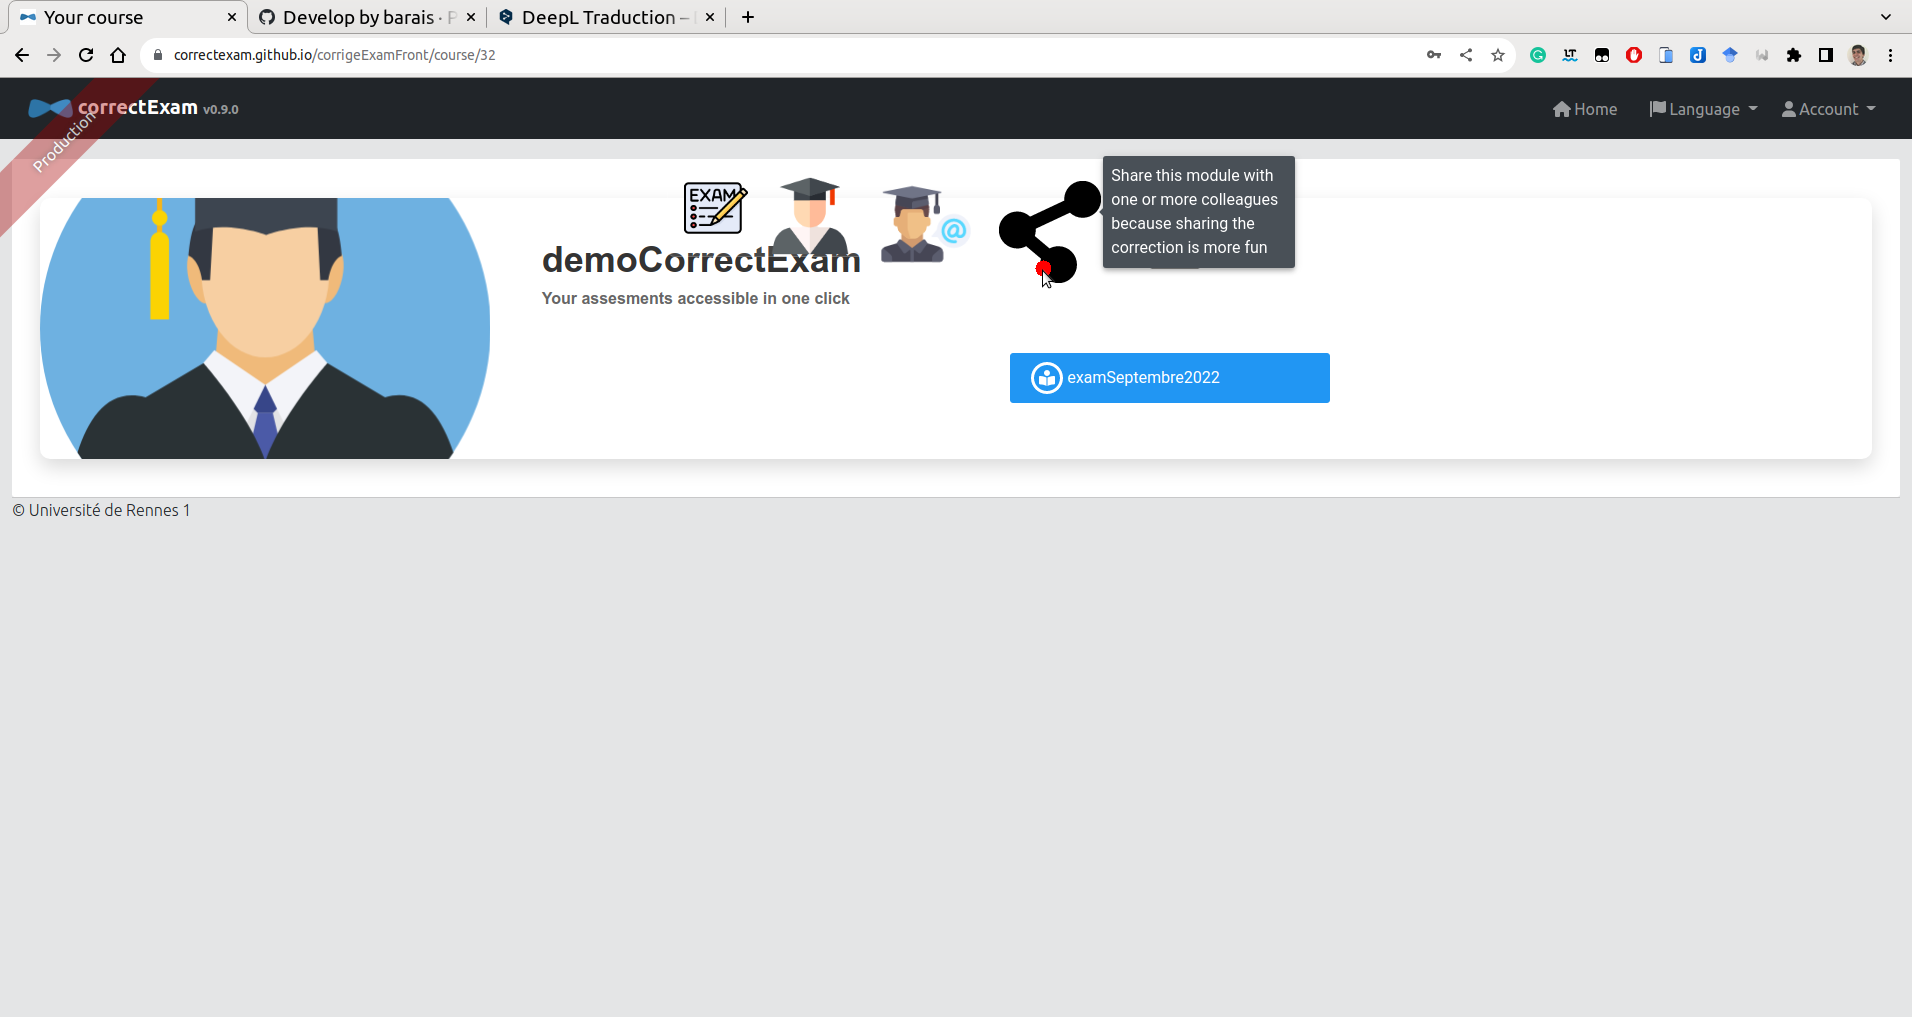 Your course
Develop by barais · P
DeepL Traduction –
correctexam.github.io/corrigeExamFront/course/32
LT
correctExam v0.9.0
Home
Language
Account
Production
EXAM
@
Share this module with
one or more colleagues
because sharing the
correction is more fun
demoCorrectExam
Your assesments accessible in one click
examSeptembre2022
© Université de Rennes 1